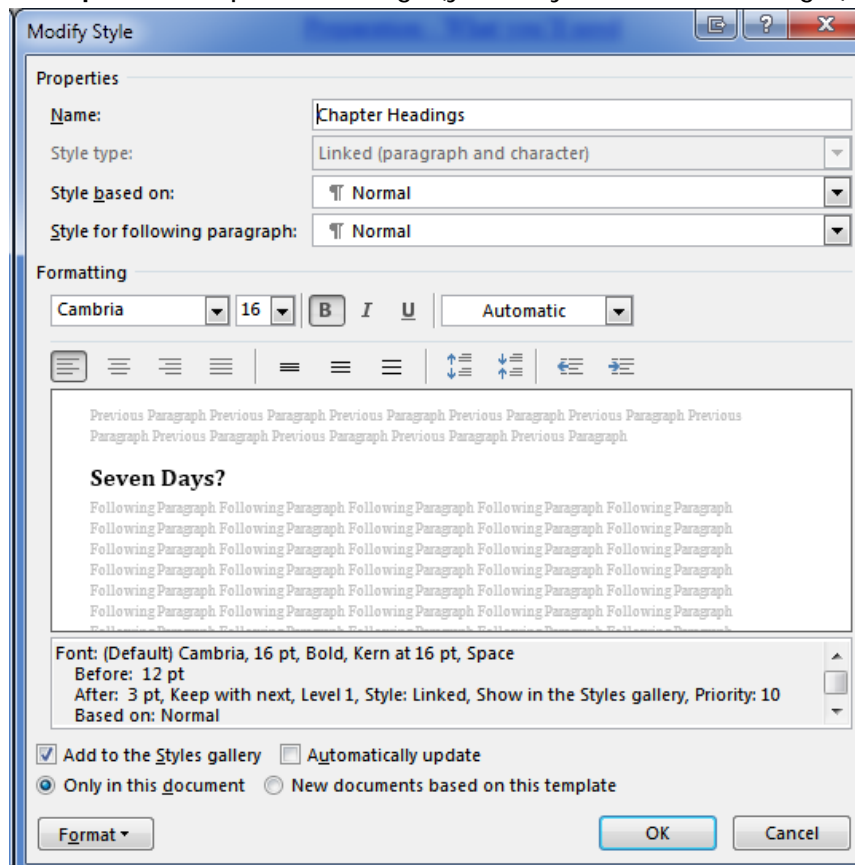 Modify Style
Properties
Name:
Chapter Headings
Style type:
Linked (paragraph and character)
Style based on:
¶ Normal
Style for following paragraph:
¶ Normal
Formatting
Cambria 16 B I U Automatic
Previous Paragraph Previous Paragraph Previous Paragraph Previous Paragraph Previous Paragraph Previous
Paragraph Previous Paragraph Previous Paragraph Previous Paragraph Previous Paragraph
Seven Days?
Following Paragraph Following Paragraph Following Paragraph Following Paragraph Following Paragraph
Following Paragraph Following Paragraph Following Paragraph Following Paragraph Following Paragraph
Following Paragraph Following Paragraph Following Paragraph Following Paragraph Following Paragraph
Following Paragraph Following Paragraph Following Paragraph Following Paragraph Following Paragraph
Following Paragraph Following Paragraph Following Paragraph Following Paragraph Following Paragraph
Following Paragraph Following Paragraph Following Paragraph Following Paragraph Following Paragraph
Font: (Default) Cambria, 16 pt, Bold, Kern at 16 pt, Space
Before: 12 pt
After: 3 pt, Keep with next, Level 1, Style: Linked, Show in the Styles gallery, Priority: 10
Based on: Normal
Add to the Styles gallery Automatically update
Only in this document New documents based on this template
Format OK Cancel